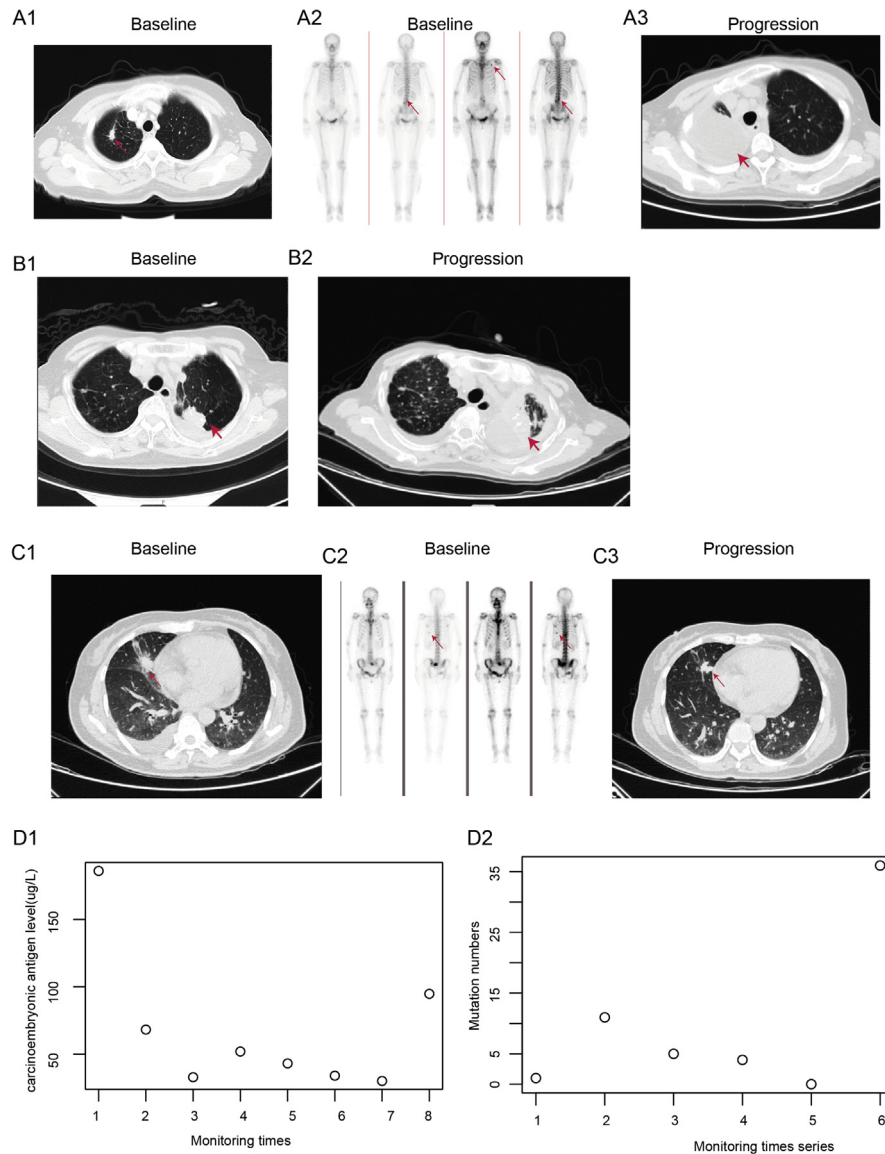 A1
Baseline
A2
Baseline
A3
Progression
B1
Baseline
B2
Progression
C1
Baseline
C2
Baseline
C3
Progression
D1
carcinoembryonic antigen level(ug/L)
150
100
50
1 2 3 4 5 6 7 8
Monitoring times
D2
Mutation numbers
35
15
5
0
1 2 3 4 5 6
Monitoring times series